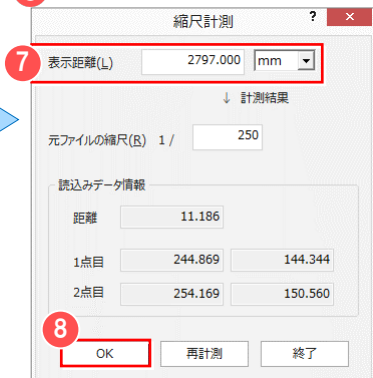 縮尺計測 ? ×
7 表示距離(L) 2797.000 mm
↓ 計測結果
元ファイルの縮尺(R) 1 / 250
読込みデータ情報
距離 11.186
1点目 244.869 144.344
2点目 254.169 150.560
8
OK 再計測 終了